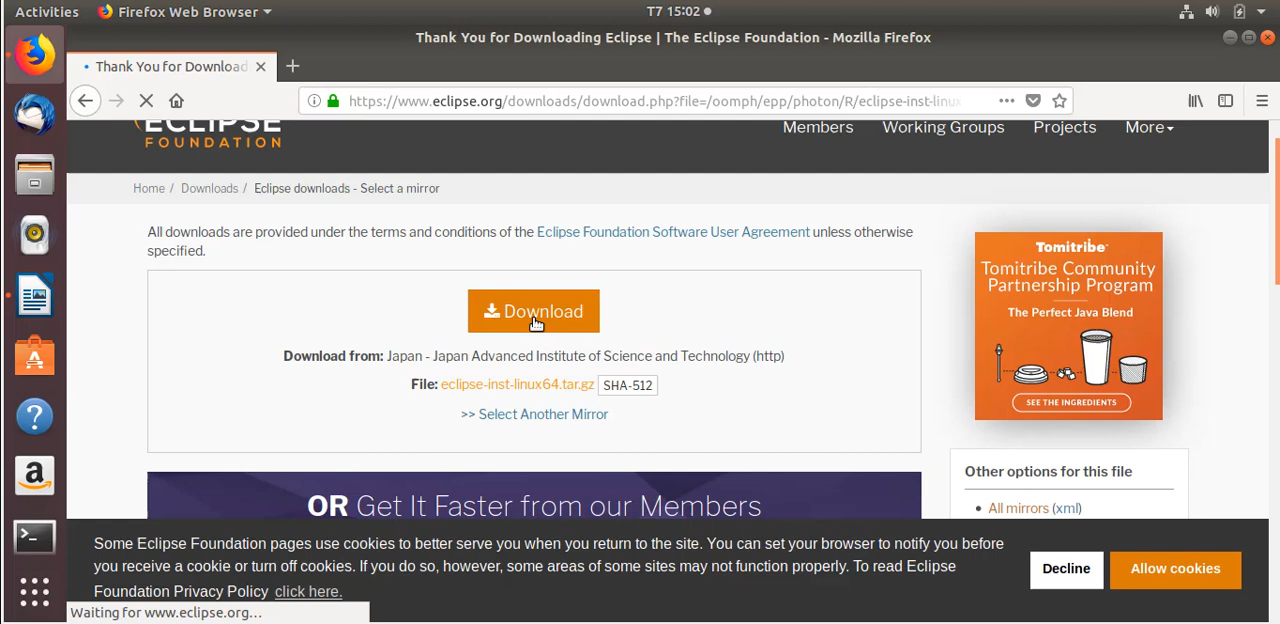 Activities
Firefox Web Browser
T7 15:02
Thank You for Downloading Eclipse | The Eclipse Foundation - Mozilla Firefox
Thank You for Download
https://www.eclipse.org/downloads/download.php?file=/oomph/epp/photon/R/eclipse-inst-linux
ECLIPSE
FOUNDATION
Members
Working Groups
Projects
More
Home / Downloads / Eclipse downloads - Select a mirror
All downloads are provided under the terms and conditions of the Eclipse Foundation Software User Agreement unless otherwise
specified.
Download
Download from: Japan - Japan Advanced Institute of Science and Technology (http)
File: eclipse-inst-linux64.tar.gz SHA-512
>> Select Another Mirror
OR Get It Faster from our Members
Tomitribe
Tomitribe Community
Partnership Program
The Perfect Java Blend
SEE THE INGREDIENTS
Other options for this file
All mirrors (xml)
Some Eclipse Foundation pages use cookies to better serve you when you return to the site. You can set your browser to notify you before
you receive a cookie or turn off cookies. If you do so, however, some areas of some sites may not function properly. To read Eclipse
Foundation Privacy Policy click here.
Decline
Allow cookies
Waiting for www.eclipse.org...